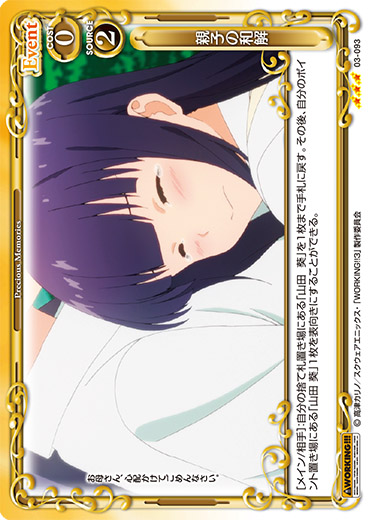 Event
COST
0
SOURCE
2
親子の和解
Precious Memories
お母さん、心配かけてごめんなさい。
[メイン/相手]:自分の捨て札置き場にある「山田　葵」を1枚まで手札に戻す。その後、自分のポイ
ント置き場にある「山田 葵」1枚を表向きにすることができる。
© 高津カリノ/スクウェアエニックス・「WORKING!!3」製作委員会
WORKING!!!
03-093